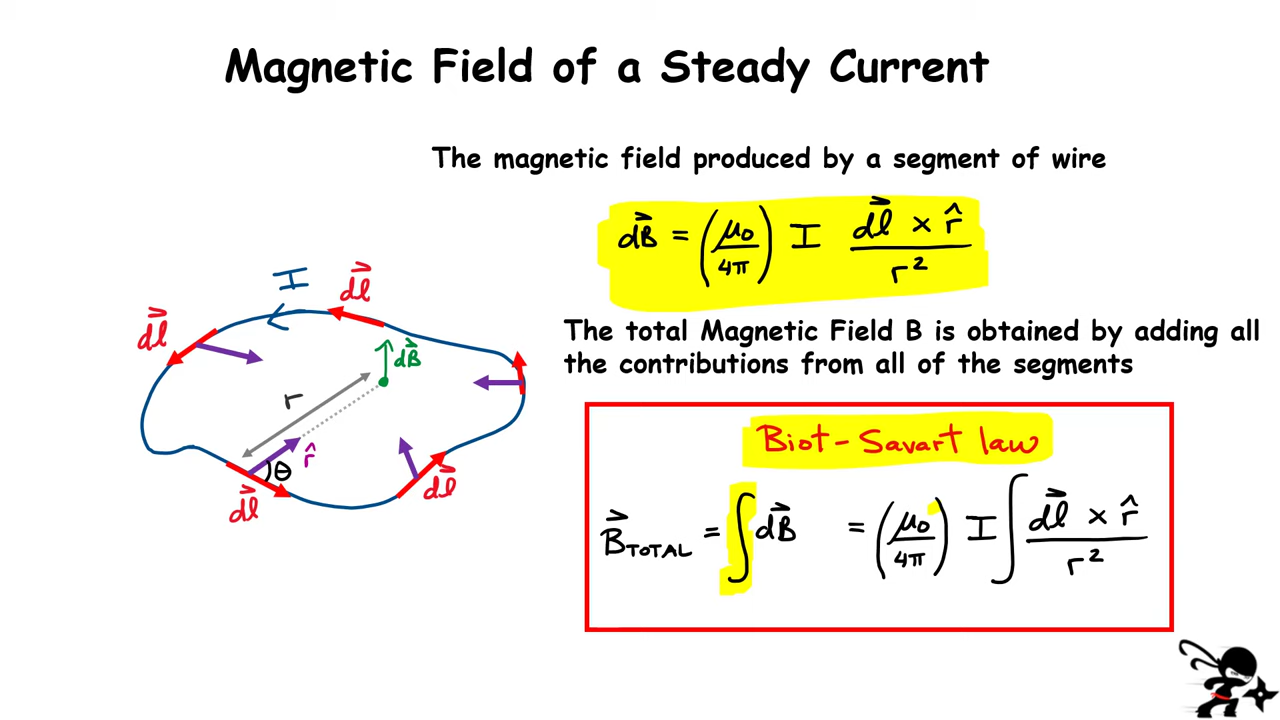 Magnetic Field of a Steady Current
The magnetic field produced by a segment of wire
dB⃗ = (μ₀/4π) I dl⃗ × r̂ / r²
The total Magnetic Field B is obtained by adding all
the contributions from all of the segments
Biot-Savart law
B⃗TOTAL = ∫ dB⃗ = (μ₀/4π) I ∫ dl⃗ × r̂ / r²
I
dl⃗
dl⃗
dB⃗
r
r̂
θ
dl⃗
dl⃗